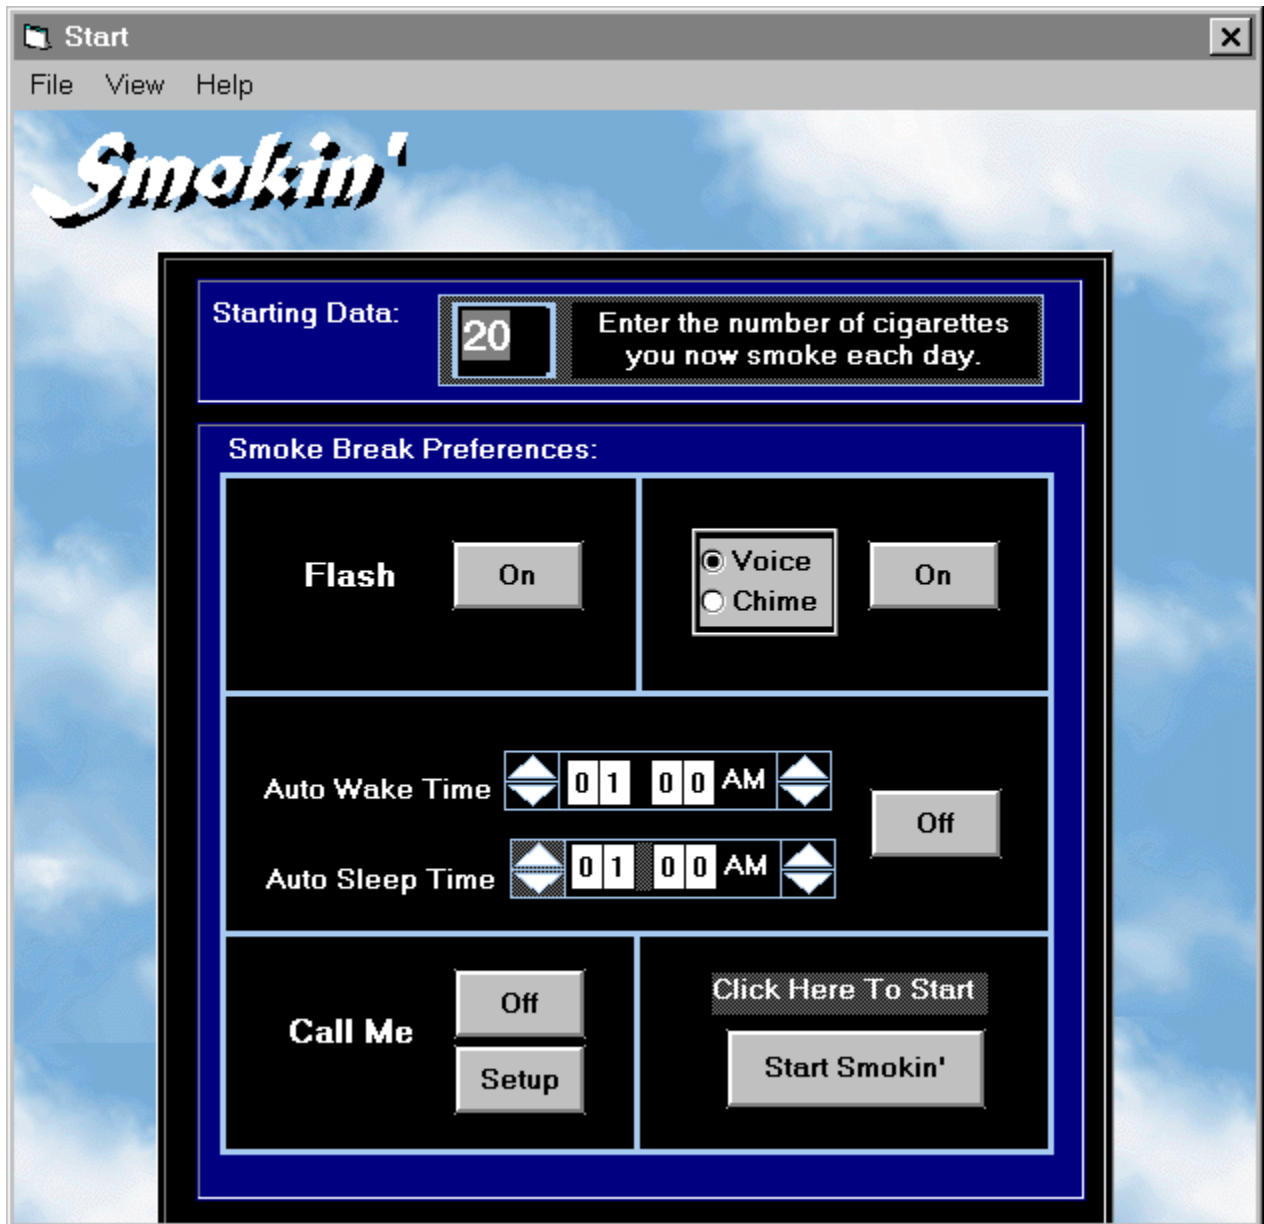 Start
File View Help
Smokin'
Starting Data:
20
Enter the number of cigarettes
you now smoke each day.
Smoke Break Preferences:
Flash
On
Voice
Chime
On
Auto Wake Time
01 00 AM
Off
Auto Sleep Time
01 00 AM
Call Me
Off
Setup
Click Here To Start
Start Smokin'